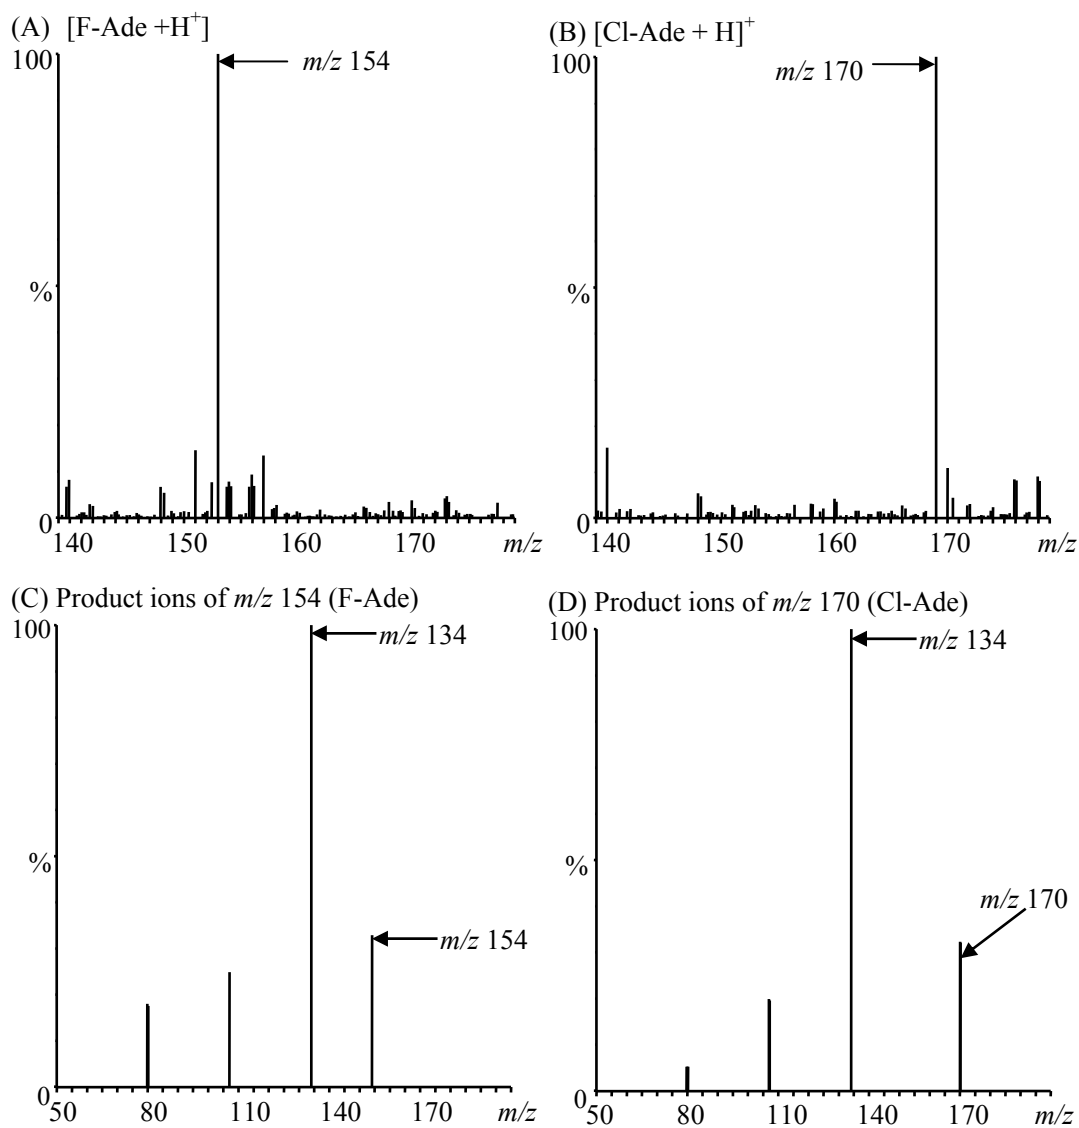 (A) [F-Ade +H⁺]
100
m/z 154
%
0
140 150 160 170 m/z
(B) [Cl-Ade + H]⁺
100
m/z 170
%
0
140 150 160 170 m/z
(C) Product ions of m/z 154 (F-Ade)
100
m/z 134
%
m/z 154
0
50 80 110 140 170 m/z
(D) Product ions of m/z 170 (Cl-Ade)
100
m/z 134
%
m/z 170
0
50 80 110 140 170 m/z